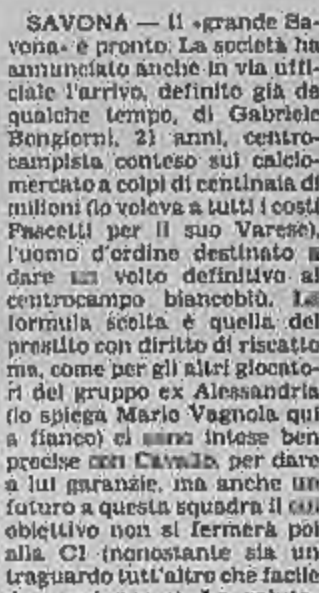 SAVONA — Il «grande Sa-
vona» è pronto. La società ha
annunciato anche in via uffi-
ciale l'arrivo, definito già da
qualche tempo, di Gabriele
Bongiorni, 21 anni, centro-
campista conteso sul calcio-
mercato a colpi di centinaia di
milioni (lo voleva a tutti i costi
Fascetti per il suo Varese),
l'uomo d'ordine destinato a
dare un volto definitivo al
centrocampo biancoblù. La
formula scelta è quella del
prestito con diritto di riscatto
ma, come per gli altri giocato-
ri del gruppo ex Alessandria
(lo spiega Mario Vagnola qui
a fianco) ci sono intese ben
precise con Cavallo, per dare
a lui garanzie, ma anche un
futuro a questa squadra il cui
obiettivo non si fermerà poi
alla C1 (nonostante sia un
traguardo tutt'altro che facile